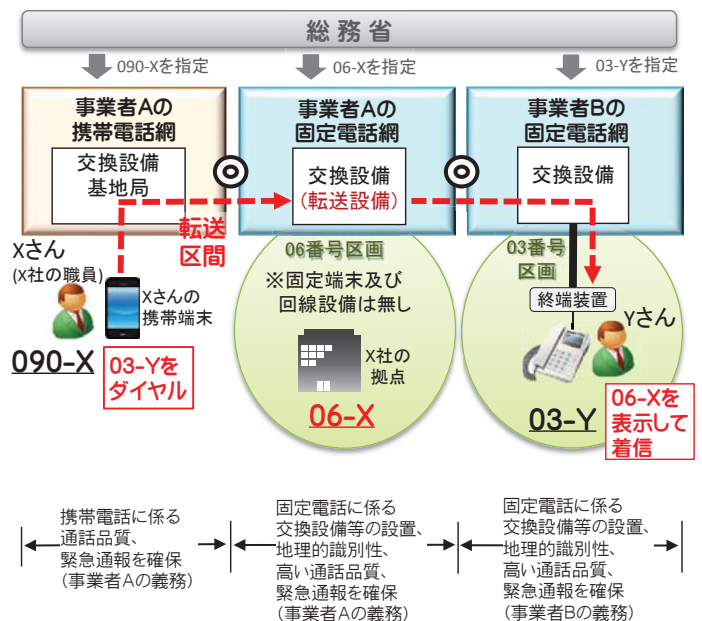 総務省
090-Xを指定
06-Xを指定
03-Yを指定
事業者Aの
携帯電話網
交換設備
基地局
事業者Aの
固定電話網
交換設備
(転送設備)
事業者Bの
固定電話網
交換設備
転送
区間
Xさん
(X社の職員)
Xさんの
携帯端末
090-X
03-Yを
ダイヤル
06番号区画
※固定端末及び
回線設備は無し
X社の
拠点
06-X
03番号
区画
終端装置
Yさん
03-Y
06-Xを
表示して
着信
携帯電話に係る
通話品質、
緊急通報を確保
(事業者Aの義務)
固定電話に係る
交換設備等の設置、
地理的識別性、
高い通話品質、
緊急通報を確保
(事業者Aの義務)
固定電話に係る
交換設備等の設置、
地理的識別性、
高い通話品質、
緊急通報を確保
(事業者Bの義務)